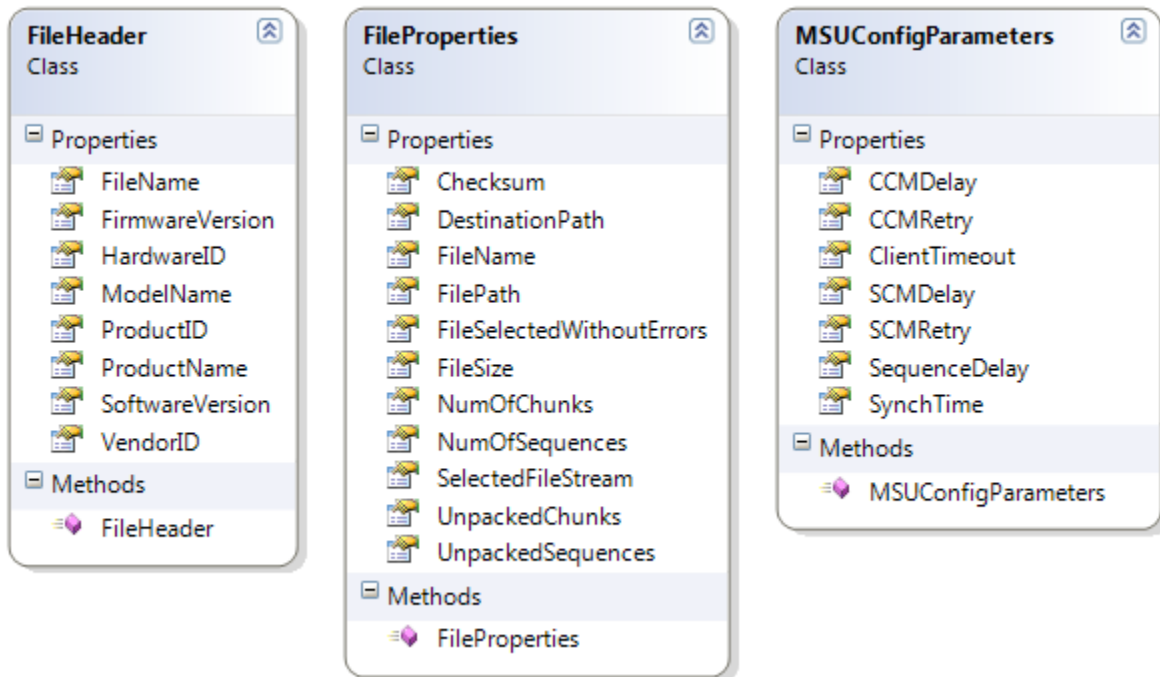 FileHeader
Class
Properties
FileName
FirmwareVersion
HardwareID
ModelName
ProductID
ProductName
SoftwareVersion
VendorID
Methods
FileHeader
FileProperties
Class
Properties
Checksum
DestinationPath
FileName
FilePath
FileSelectedWithoutErrors
FileSize
NumOfChunks
NumOfSequences
SelectedFileStream
UnpackedChunks
UnpackedSequences
Methods
FileProperties
MSUConfigParameters
Class
Properties
CCMDelay
CCMRetry
ClientTimeout
SCMDelay
SCMRetry
SequenceDelay
SynchTime
Methods
MSUConfigParameters